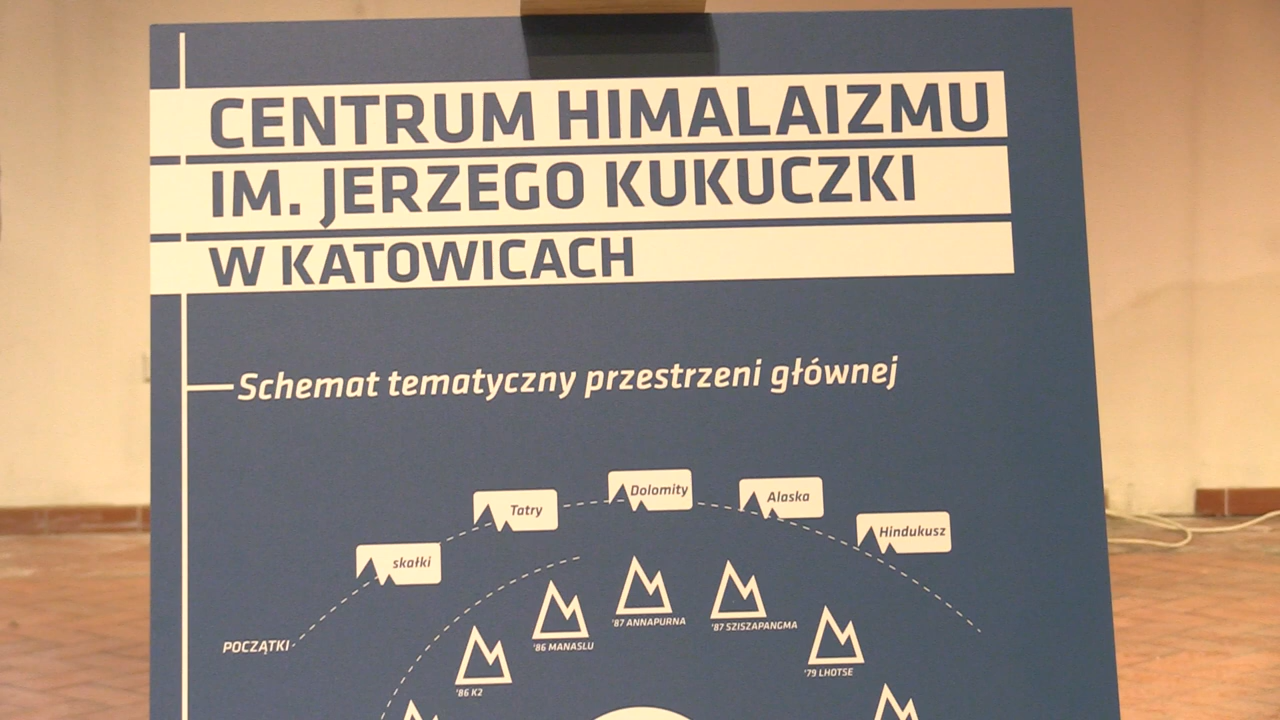 CENTRUM HIMALAIZMU
IM. JERZEGO KUKUCZKI
W KATOWICACH
Schemat tematyczny przestrzeni głównej
POCZĄTKI
skałki
Tatry
Dolomity
Alaska
Hindukusz
'86 K2
'86 MANASLU
'87 ANNAPURNA
'87 SZISZAPANGMA
'79 LHOTSE